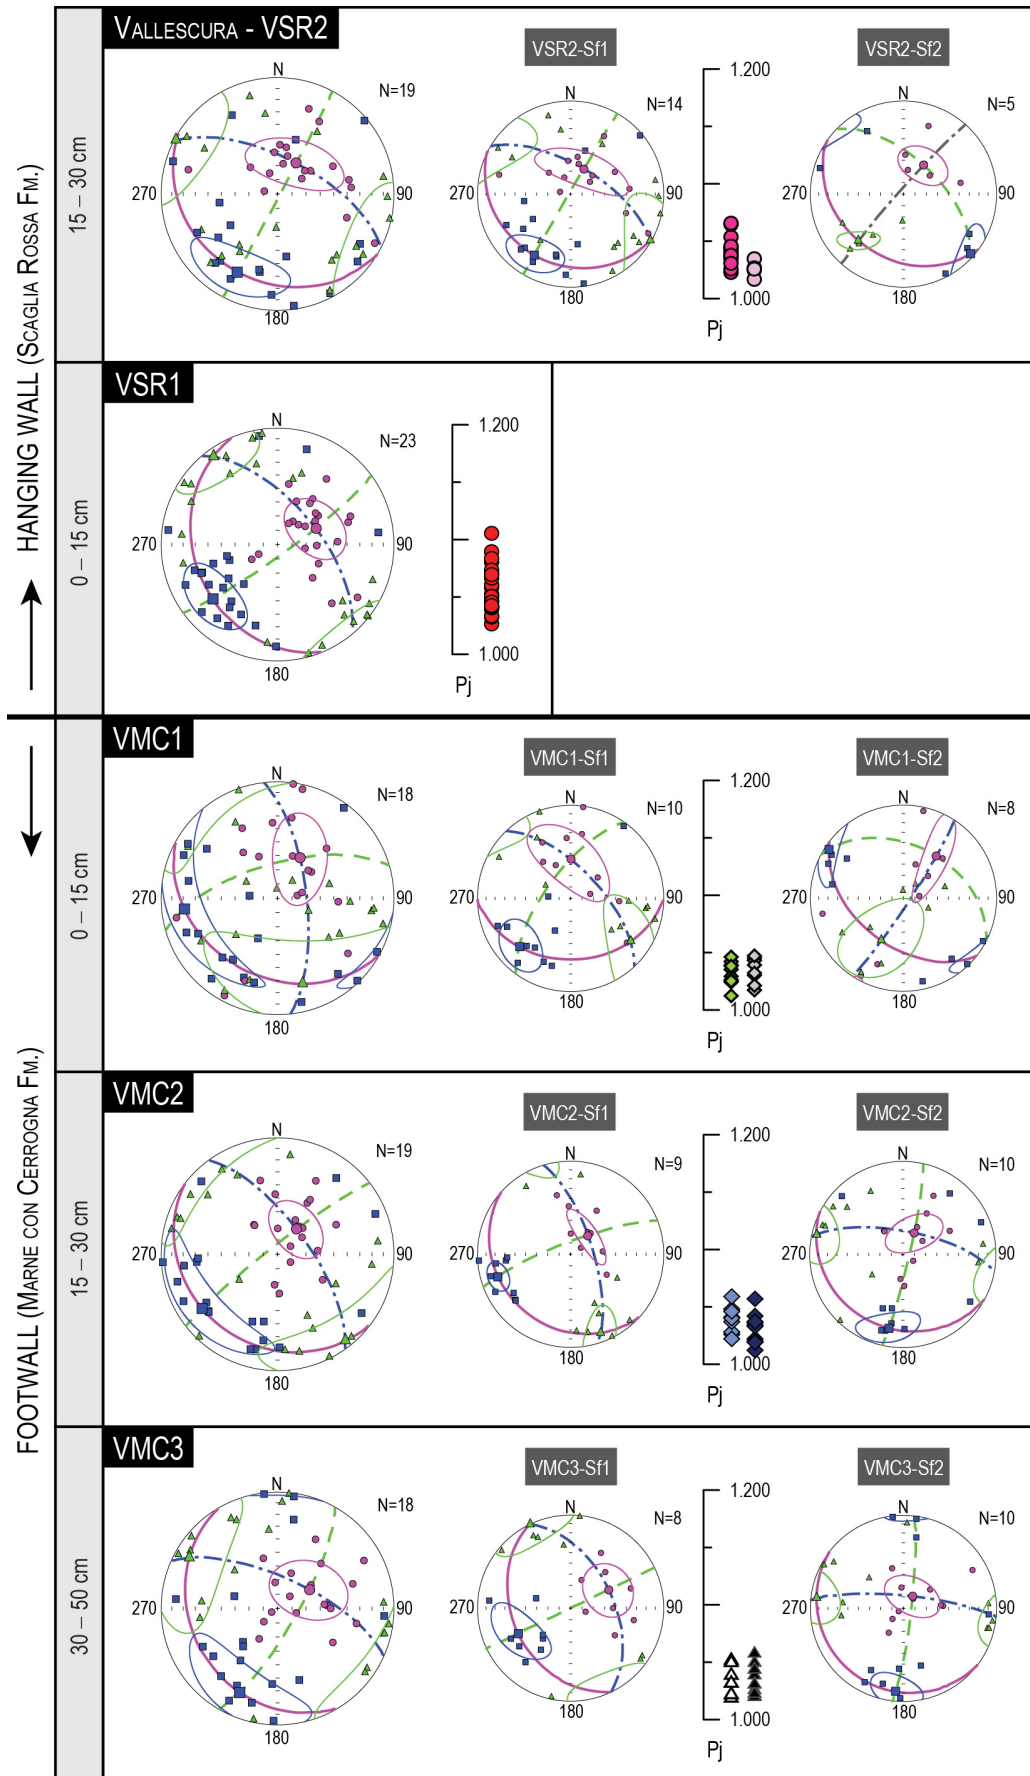 VALLESCURA - VSR2
VSR2-Sf1
VSR2-Sf2
HANGING WALL (SCAGLIA ROSSA FM.)
15 – 30 cm
N
N=19
270
90
180
N
N=14
90
180
1.200
1.000
Pj
N
N=5
270
180
VSR1
0 – 15 cm
N
N=23
270
90
180
1.200
1.000
Pj
FOOTWALL (MARNE CON CERROGNA FM.)
VMC1
VMC1-Sf1
VMC1-Sf2
0 – 15 cm
N
N=18
270
90
180
N
N=10
270
90
180
1.200
1.000
Pj
N
N=8
270
180
VMC2
VMC2-Sf1
VMC2-Sf2
15 – 30 cm
N
N=19
270
90
180
N
N=9
270
90
180
1.200
1.000
Pj
N
N=10
270
180
VMC3
VMC3-Sf1
VMC3-Sf2
30 – 50 cm
N
N=18
270
90
180
N
N=8
270
90
180
1.200
1.000
Pj
N
N=10
270
180